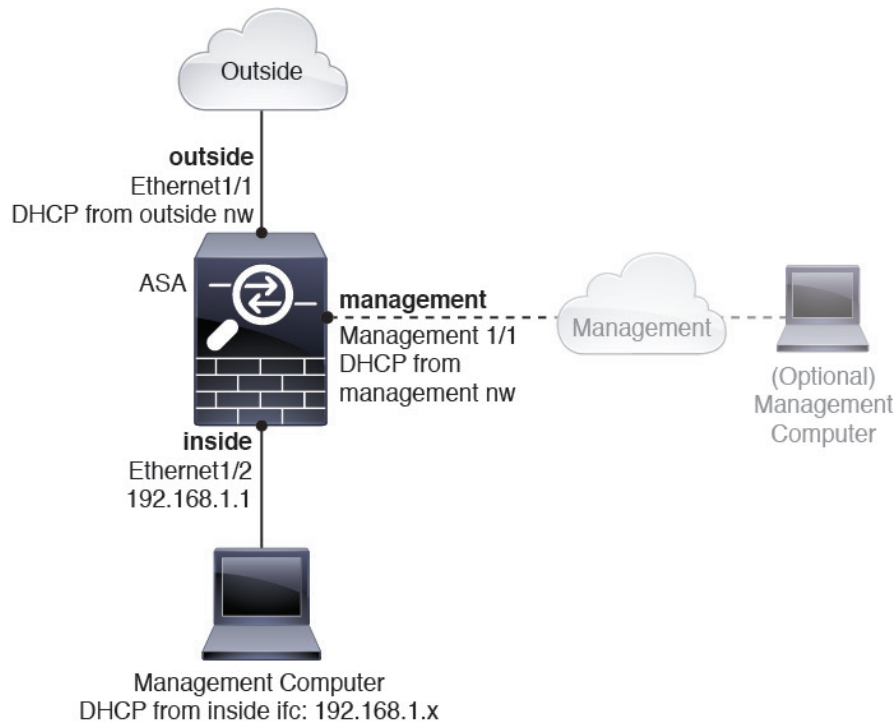 Outside
outside
Ethernet1/1
DHCP from outside nw
ASA
management
Management 1/1
DHCP from
management nw
Management
(Optional)
Management
Computer
inside
Ethernet1/2
192.168.1.1
Management Computer
DHCP from inside ifc: 192.168.1.x